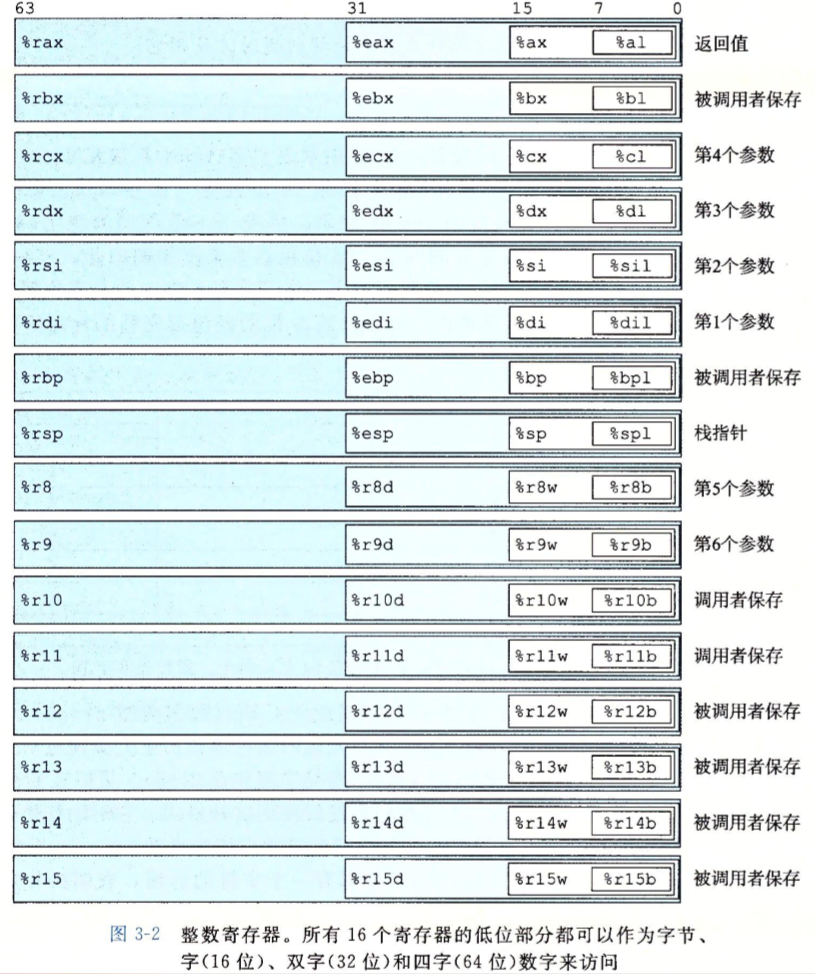 63 31 15 7 0
%rax %eax %ax %al 返回值
%rbx %ebx %bx %bl 被调用者保存
%rcx %ecx %cx %cl 第4个参数
%rdx %edx %dx %dl 第3个参数
%rsi %esi %si %sil 第2个参数
%rdi %edi %di %dil 第1个参数
%rbp %ebp %bp %bpl 被调用者保存
%rsp %esp %sp %spl 栈指针
%r8 %r8d %r8w %r8b 第5个参数
%r9 %r9d %r9w %r9b 第6个参数
%r10 %r10d %r10w %r10b 调用者保存
%r11 %r11d %r11w %r11b 调用者保存
%r12 %r12d %r12w %r12b 被调用者保存
%r13 %r13d %r13w %r13b 被调用者保存
%r14 %r14d %r14w %r14b 被调用者保存
%r15 %r15d %r15w %r15b 被调用者保存
图 3-2 整数寄存器。所有 16 个寄存器的低位部分都可以作为字节、
字(16 位)、双字(32 位)和四字(64 位)数字来访问